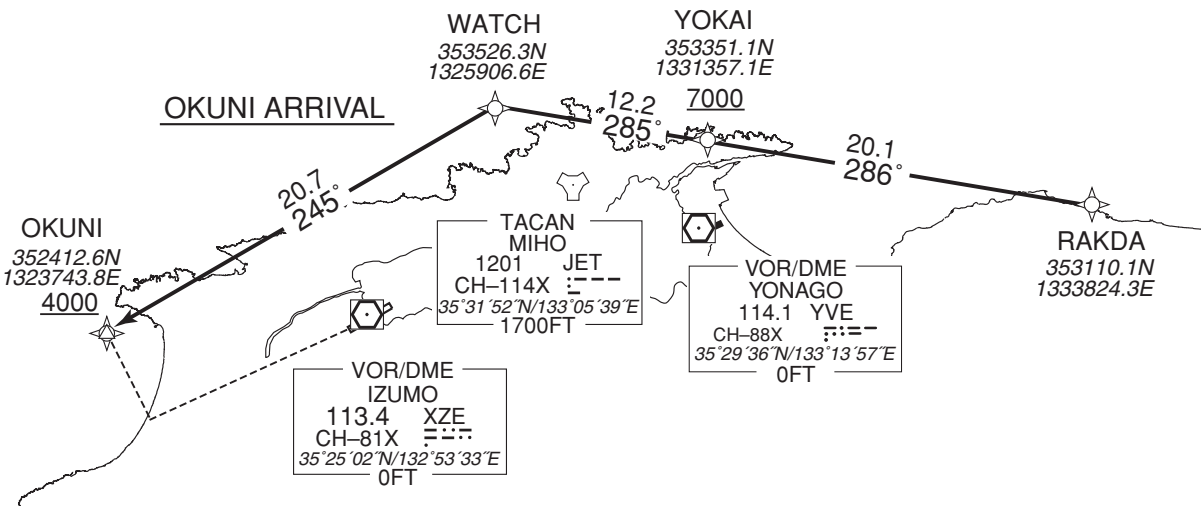 WATCH
353526.3N
1325906.6E
YOKAI
353351.1N
1331357.1E
7000
OKUNI ARRIVAL
12.2
285°
20.1
286°
20.7
245°
OKUNI
352412.6N
1323743.8E
4000
RAKDA
353110.1N
1333824.3E
TACAN
MIHO
1201 JET
CH–114X
35°31´52˝N/133°05´39˝E
1700FT
VOR/DME
YONAGO
114.1 YVE
CH–88X
35°29´36˝N/133°13´57˝E
0FT
VOR/DME
IZUMO
113.4 XZE
CH–81X
35°25´02˝N/132°53´33˝E
0FT